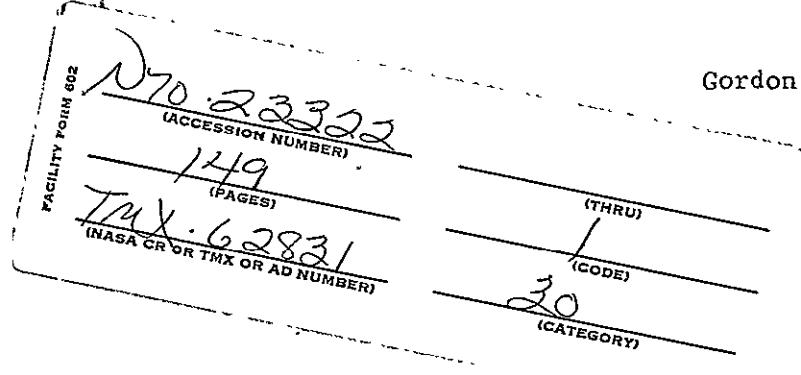 Gordon
FACILITY FORM 602
N70.23322
(ACCESSION NUMBER)
(THRU)
149
(PAGES)
1
(CODE)
TMX.62831
(NASA CR OR TMX OR AD NUMBER)
30
(CATEGORY)